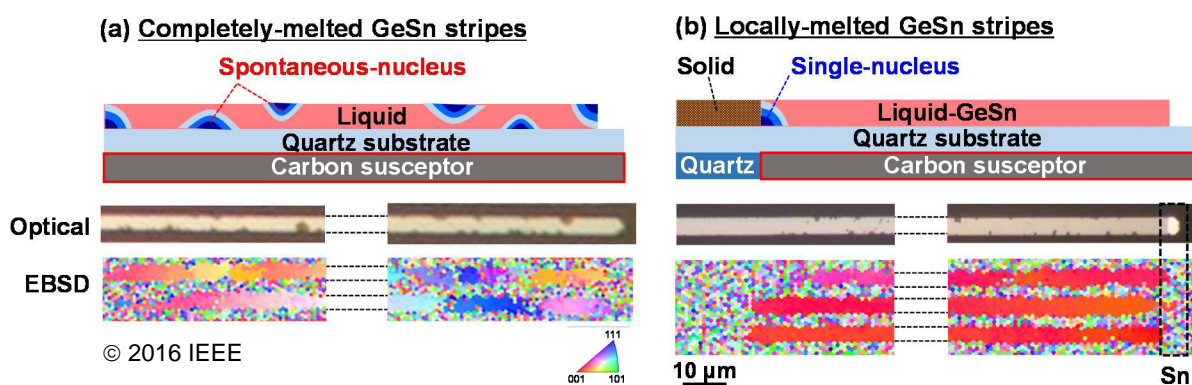 (a) Completely-melted GeSn stripes
Spontaneous-nucleus
Liquid
Quartz substrate
Carbon susceptor
Optical
EBSD
© 2016 IEEE
111
001 101
(b) Locally-melted GeSn stripes
Solid
Single-nucleus
Liquid-GeSn
Quartz substrate
Quartz
Carbon susceptor
10 μm
Sn